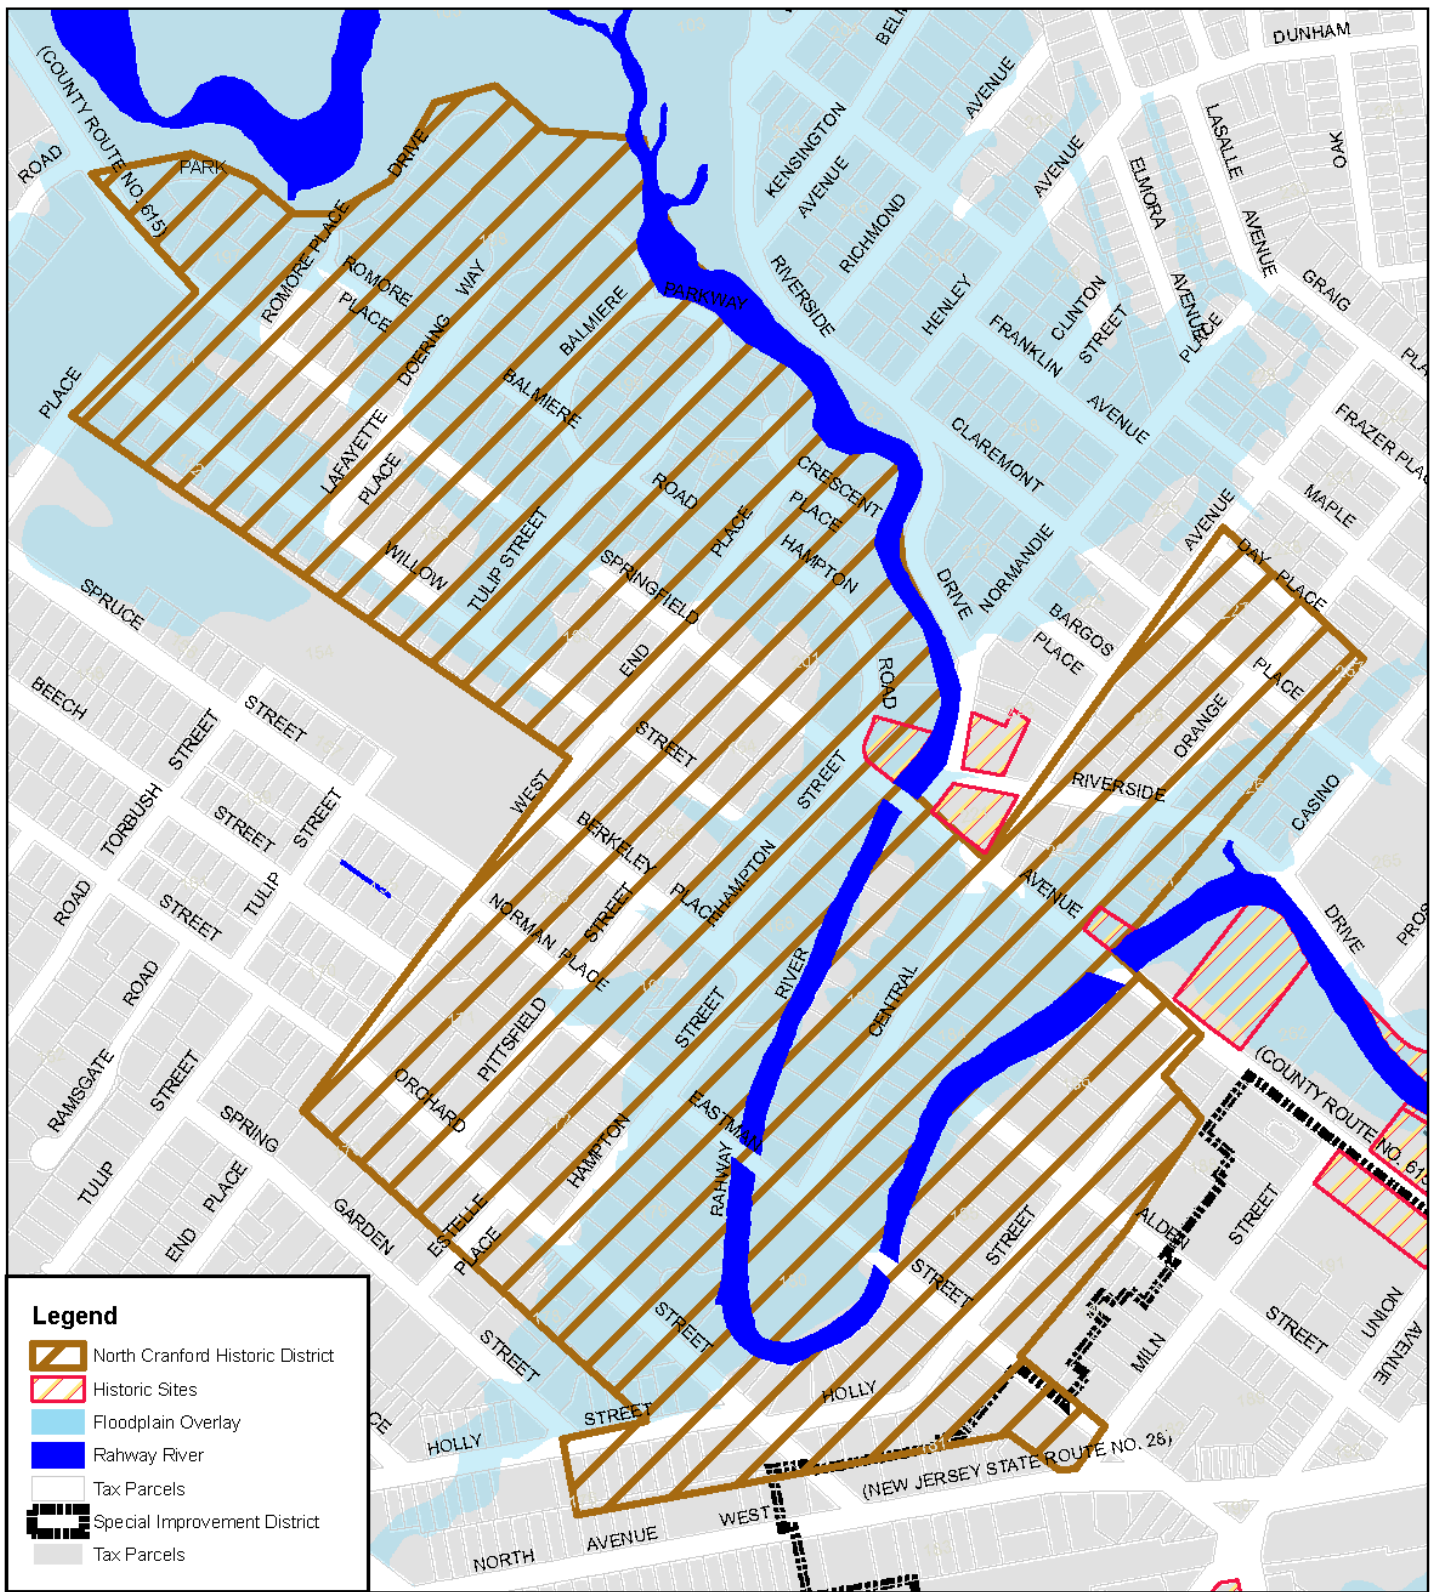 DUNHAM
BELM
(COUNTY ROUTE NO. 615)
ROAD
PARK
DRIVE
AVENUE
KENSINGTON
AVENUE
AVENUE
LASALLE
AVENUE
OAK
ELMORA
AVENUE
RICHMOND
ROMORE PLACE
ROMORE
PLACE
DOERING
WAY
BALMIERE
BALMIERE
ROAD
PARKWAY
RIVERSIDE
DRIVE
HENLEY
FRANKLIN
AVENUE
CLINTON
STREET
PLACE
GRAIG
PLA
FRAZER PLAC
MAPLE
CLAREMONT
PLACE
LAFAYETTE
PLACE
WILLOW
TULIP STREET
SPRINGFIELD
END
PLACE
CRESCENT
PLACE
HAMPTON
ROAD
NORMANDIE
PLACE
BARGOS
AVENUE
DAY PLACE
PLACE
ORANGE
SPRUCE
STREET
BEECH
STREET
STREET
TORBUSH
STREET
TULIP
STREET
WEST
STREET
BERKELEY
PLACE
STREET
HAMPTON
STREET
NORMAN PLACE
STREET
RIVERSIDE
CASINO
DRIVE
PROS
AVENUE
CENTRAL
RIVER
RAHWAY
EASTMAN
STREET
ROAD
ROAD
RAMSGATE
STREET
TULIP
SPRING
PLACE
END
GARDEN
STREET
ORCHARD
PITTSFIELD
HAMPTON
ESTELLE
PLACE
STREET
STREET
(COUNTY ROUTE NO. 615
ALDEN
STREET
STREET
MILN
UNION
AVENUE
HOLLY
STREET
HOLLY
(NEW JERSEY STATE ROUTE NO. 28)
NORTH
AVENUE
WEST
CE
Legend
North Cranford Historic District
Historic Sites
Floodplain Overlay
Rahway River
Tax Parcels
Special Improvement District
Tax Parcels